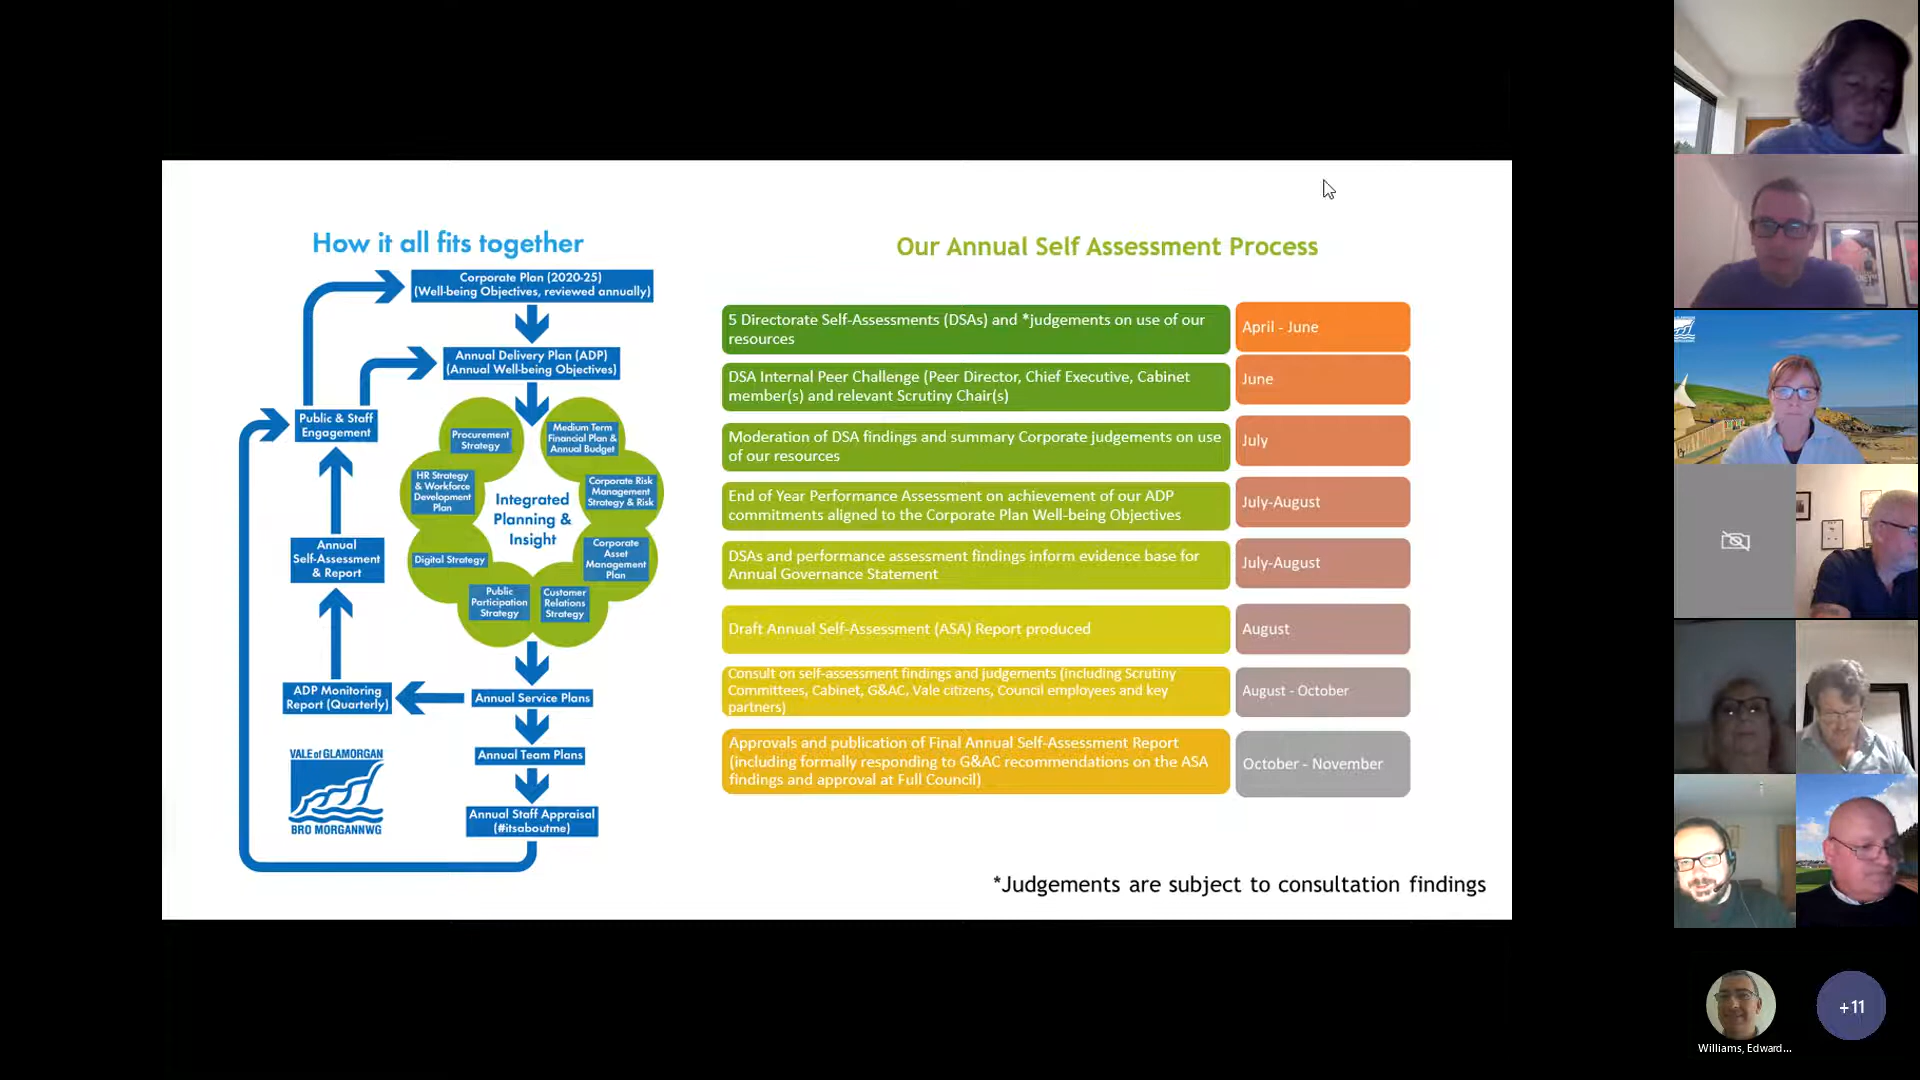 How it all fits together
Corporate Plan (2020-25)
(Well-being Objectives, reviewed annually)
Annual Delivery Plan (ADP)
(Annual Well-being Objectives)
Public & Staff
Engagement
Procurement
Strategy
Medium Term
Financial Plan &
Annual Budget
HR Strategy
& Workforce
Development
Plan
Corporate Risk
Management
Strategy & Risk
Integrated
Planning &
Insight
Annual
Self-Assessment
& Report
Digital Strategy
Corporate
Asset
Management
Plan
Public
Participation
Strategy
Customer
Relations
Strategy
ADP Monitoring
Report (Quarterly)
Annual Service Plans
Annual Team Plans
Annual Staff Appraisal
(#itsaboutme)
VALE of GLAMORGAN
BRO MORGANNWG
Our Annual Self Assessment Process
5 Directorate Self-Assessments (DSAs) and *judgements on use of our
resources
April - June
DSA Internal Peer Challenge (Peer Director, Chief Executive, Cabinet
member(s) and relevant Scrutiny Chair(s)
June
Moderation of DSA findings and summary Corporate judgements on use
of our resources
July
End of Year Performance Assessment on achievement of our ADP
commitments aligned to the Corporate Plan Well-being Objectives
July-August
DSAs and performance assessment findings inform evidence base for
Annual Governance Statement
July-August
Draft Annual Self-Assessment (ASA) Report produced
August
Consult on self-assessment findings and judgements (including Scrutiny
Committees, Cabinet, G&AC, Vale citizens, Council employees and key
partners)
August - October
Approvals and publication of Final Annual Self-Assessment Report
(including formally responding to G&AC recommendations on the ASA
findings and approval at Full Council)
October - November
*Judgements are subject to consultation findings
+11
Williams, Edward...